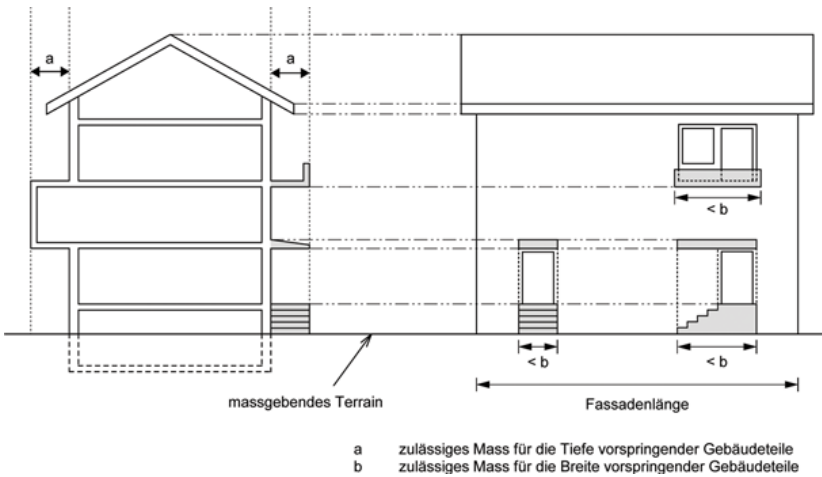 a a
< b
< b < b
massgebendes Terrain Fassadenlänge
a zulässiges Mass für die Tiefe vorspringender Gebäudeteile
b zulässiges Mass für die Breite vorspringender Gebäudeteile